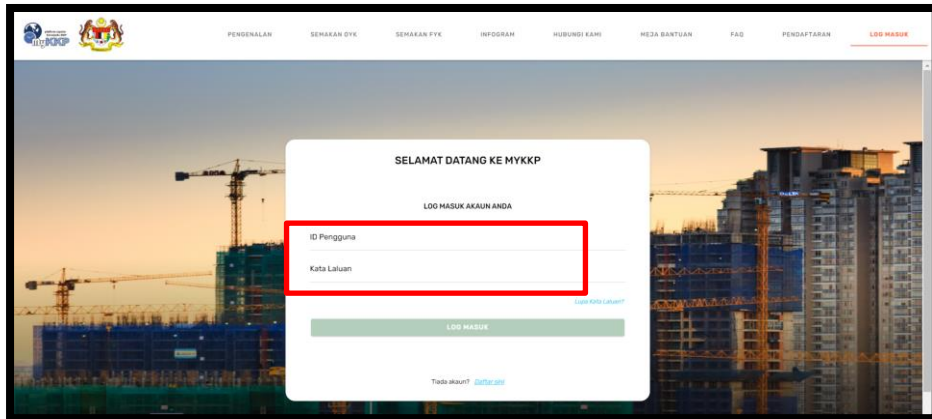 myKKP
PENGENALAN SEMAKAN OYK SEMAKAN FYK INFOGRAM HUBUNGI KAMI MEJA BANTUAN FAQ PENDAFTARAN LOG MASUK
SELAMAT DATANG KE MYKKP
LOG MASUK AKAUN ANDA
ID Pengguna
Kata Laluan
Lupa Kata Laluan?
LOG MASUK
Tiada akaun? Daftar sini